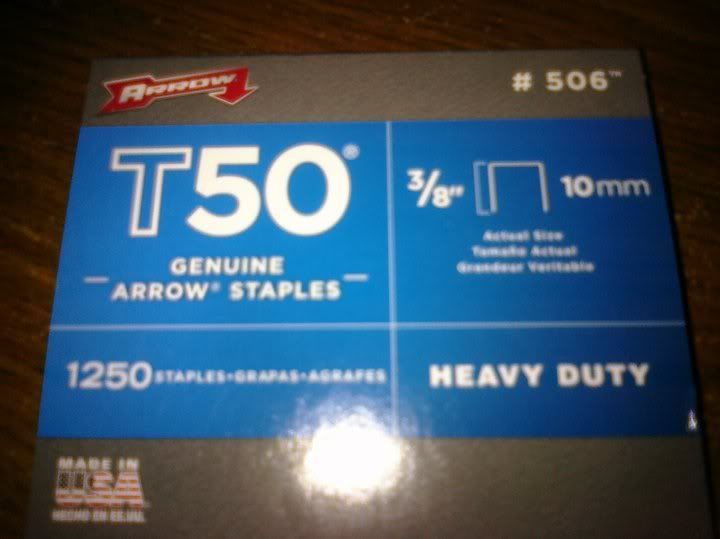 ARROW
# 506™
T50®
GENUINE
ARROW® STAPLES
3/8" 10mm
Actual Size
Tamaño Actual
Grandeur Veritable
1250 STAPLES•GRAPAS•AGRAFES
HEAVY DUTY
MADE IN
USA
HECHO EN EE.UU.